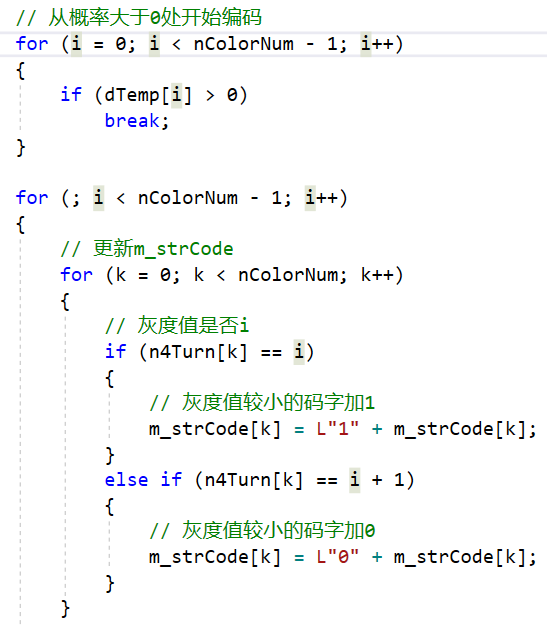 // 从概率大于0处开始编码
for (i = 0; i < nColorNum - 1; i++)
{
    if (dTemp[i] > 0)
        break;
}

for (; i < nColorNum - 1; i++)
{
    // 更新m_strCode
    for (k = 0; k < nColorNum; k++)
    {
        // 灰度值是否i
        if (n4Turn[k] == i)
        {
            // 灰度值较小的码字加1
            m_strCode[k] = L"1" + m_strCode[k];
        }
        else if (n4Turn[k] == i + 1)
        {
            // 灰度值较小的码字加0
            m_strCode[k] = L"0" + m_strCode[k];
        }
    }